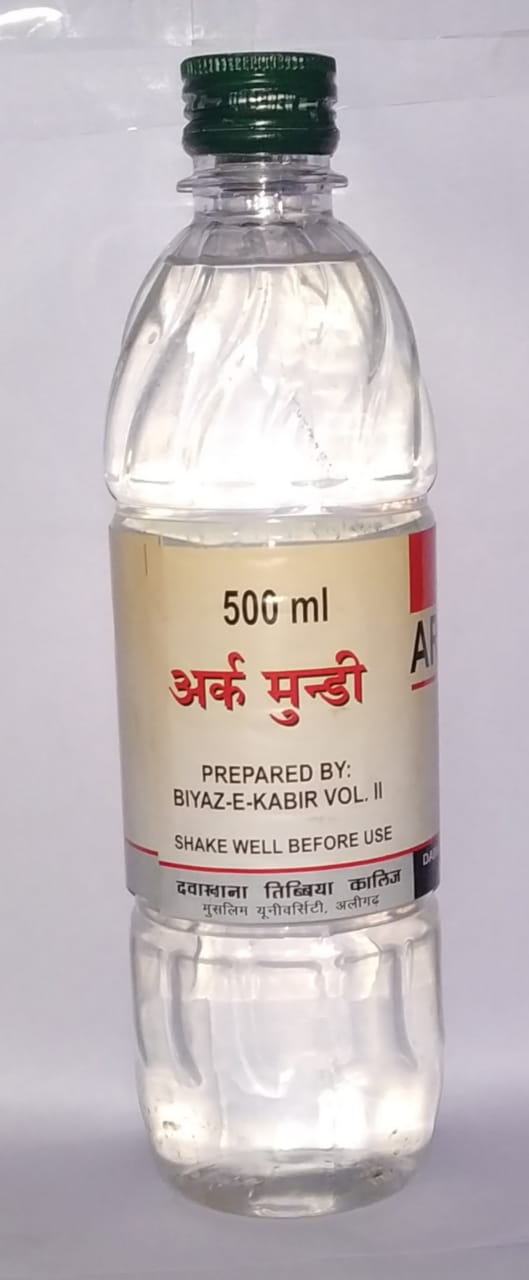 500 ml
अर्क मुन्डी
PREPARED BY:
BIYAZ-E-KABIR VOL. II
SHAKE WELL BEFORE USE
दवाखाना तिब्बिया कालिज
मुसलिम यूनीवर्सिटी, अलीगढ़